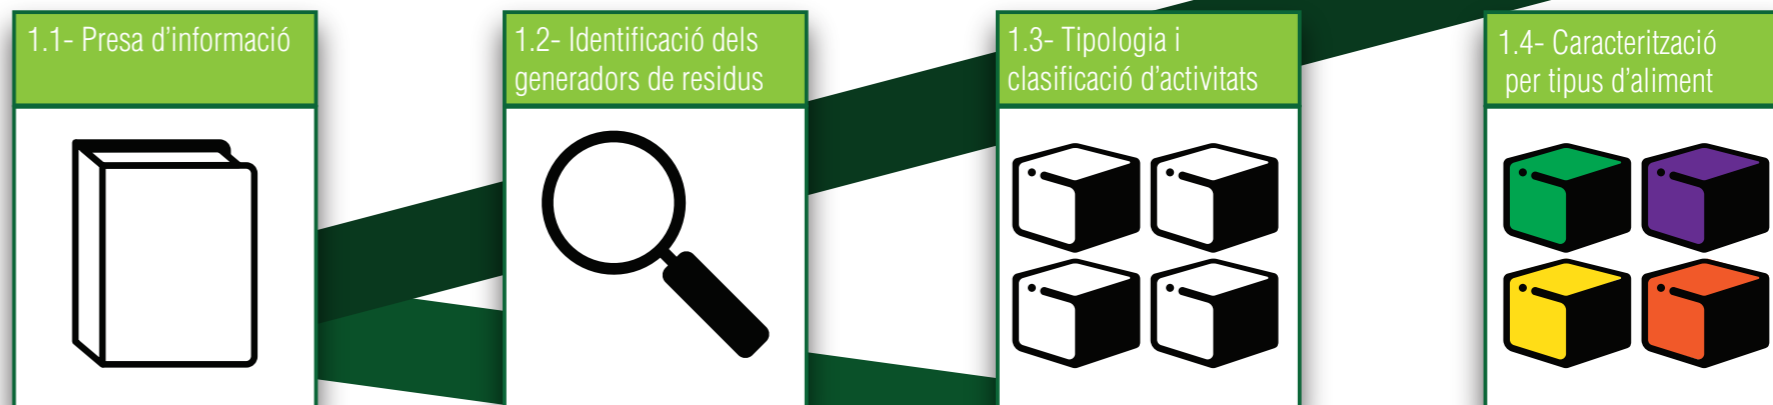 1.1- Presa d'informació
1.2- Identificació dels
generadors de residus
1.3- Tipologia i
clasificació d'activitats
1.4- Caracterització
per tipus d'aliment